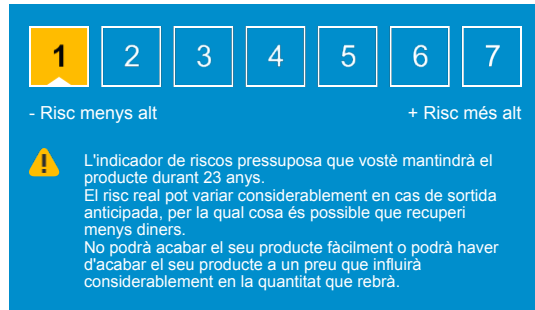 1 2 3 4 5 6 7
- Risc menys alt + Risc més alt
L'indicador de riscos pressuposa que vostè mantindrà el
producte durant 23 anys.
El risc real pot variar considerablement en cas de sortida
anticipada, per la qual cosa és possible que recuperi
menys diners.
No podrà acabar el seu producte fàcilment o podrà haver
d'acabar el seu producte a un preu que influirà
considerablement en la quantitat que rebrà.